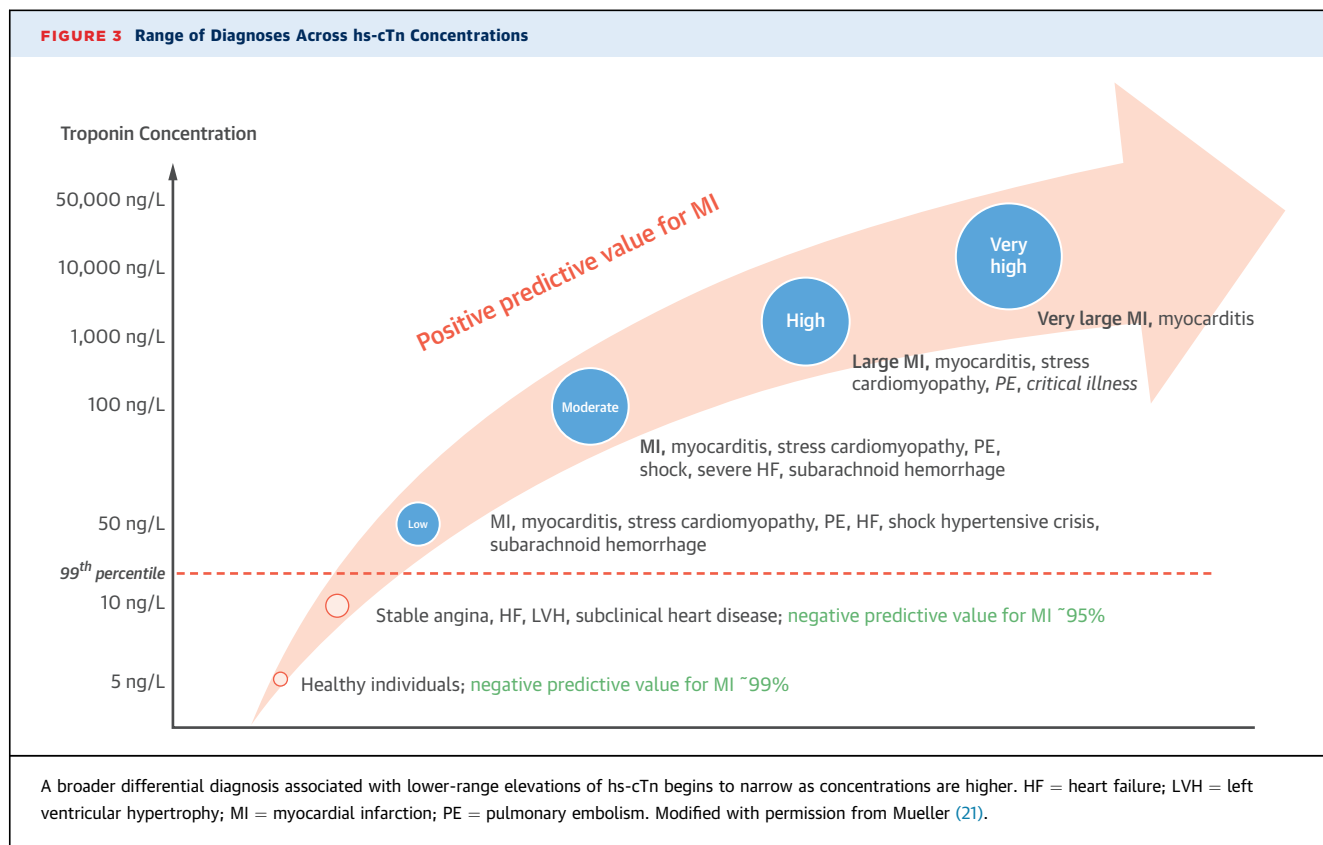 FIGURE 3 Range of Diagnoses Across hs-cTn Concentrations
Troponin Concentration
50,000 ng/L
10,000 ng/L
1,000 ng/L
100 ng/L
50 ng/L
99th percentile
10 ng/L
5 ng/L
Positive predictive value for MI
Very
high
Very large MI, myocarditis
High
Large MI, myocarditis, stress
cardiomyopathy, PE, critical illness
Moderate
MI, myocarditis, stress cardiomyopathy, PE,
shock, severe HF, subarachnoid hemorrhage
Low
MI, myocarditis, stress cardiomyopathy, PE, HF, shock hypertensive crisis,
subarachnoid hemorrhage
Stable angina, HF, LVH, subclinical heart disease; negative predictive value for MI ~95%
Healthy individuals; negative predictive value for MI ~99%
A broader differential diagnosis associated with lower-range elevations of hs-cTn begins to narrow as concentrations are higher. HF = heart failure; LVH = left
ventricular hypertrophy; MI = myocardial infarction; PE = pulmonary embolism. Modified with permission from Mueller (21).